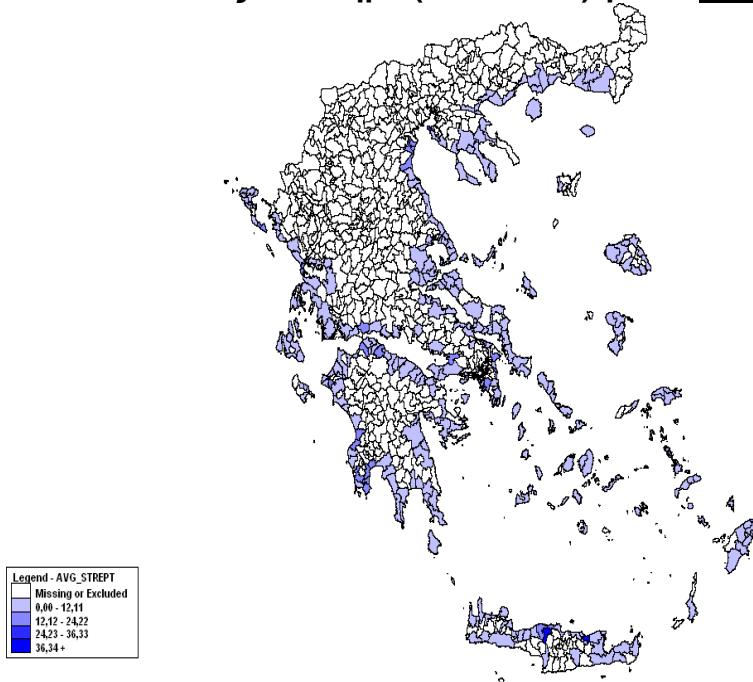 Legend - AVG_STREPT
Missing or Excluded
0,00 - 12,11
12,12 - 24,22
24,23 - 36,33
36,34 +